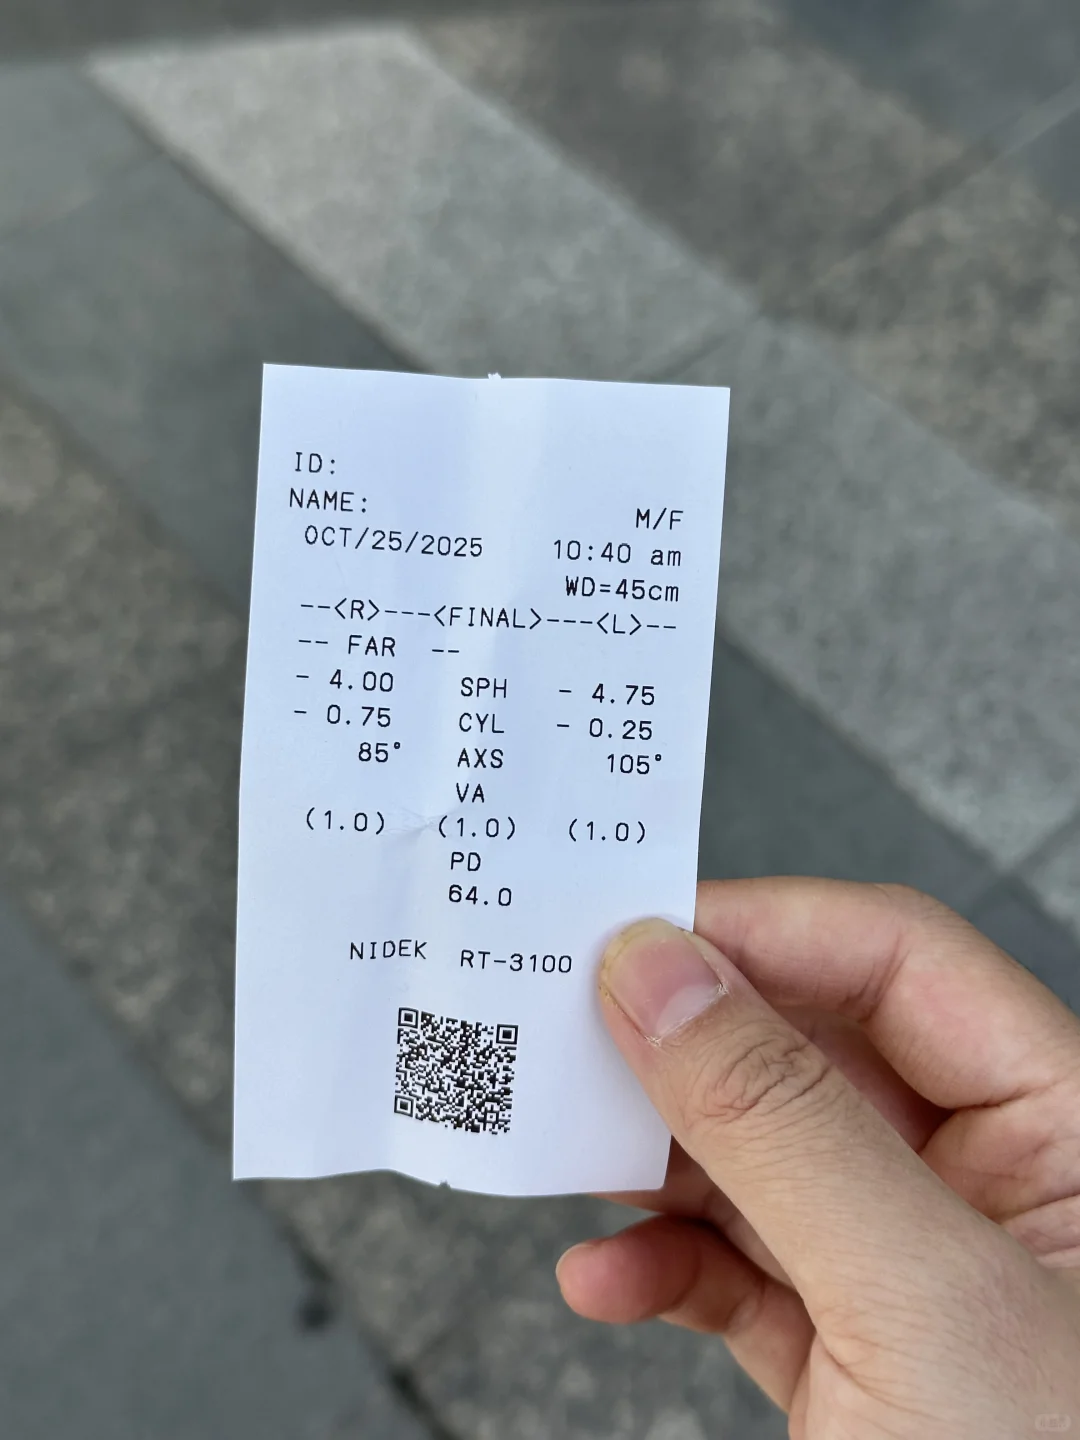 ID:
NAME:
M/F
OCT/25/2025 10:40 am
WD=45cm
--<R>---<FINAL>---<L>--
-- FAR --
- 4.00 SPH - 4.75
- 0.75 CYL - 0.25
85° AXS 105°
VA
(1.0) (1.0) (1.0)
PD
64.0
NIDEK RT-3100